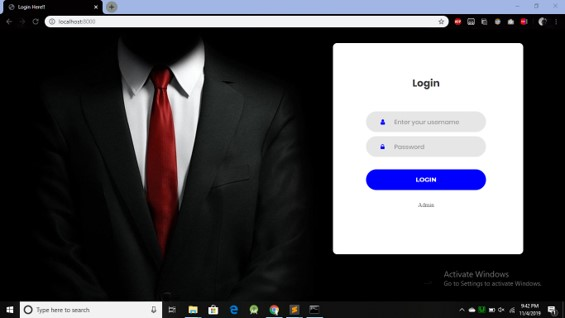 Login Here!!
localhost:8000
Login
Enter your username
Password
LOGIN
Admin
Activate Windows
Go to Settings to activate Windows.
Type here to search
9:42 PM
11/4/2019